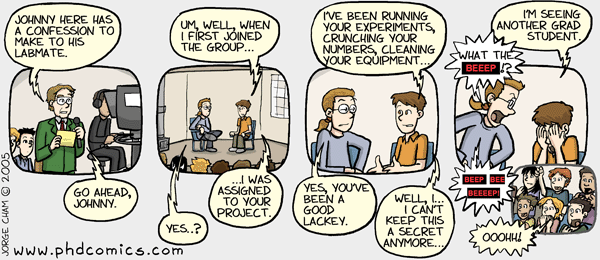 JOHNNY HERE HAS
A CONFESSION TO
MAKE TO HIS
LABMATE.
GO AHEAD,
JOHNNY.
UM, WELL, WHEN
I FIRST JOINED
THE GROUP...
...I WAS
ASSIGNED
TO YOUR
PROJECT.
YES..?
I'VE BEEN RUNNING
YOUR EXPERIMENTS,
CRUNCHING YOUR
NUMBERS, CLEANING
YOUR EQUIPMENT...
YES, YOU'VE
BEEN A
GOOD
LACKEY.
WELL, I...
I CAN'T
KEEP THIS
A SECRET
ANYMORE...
I'M SEEING
ANOTHER GRAD
STUDENT.
WHAT THE
BEEEP !?
BEEP BEE
BEEEEP!
OOOHH!
JORGE CHAM © 2005
www.phdcomics.com